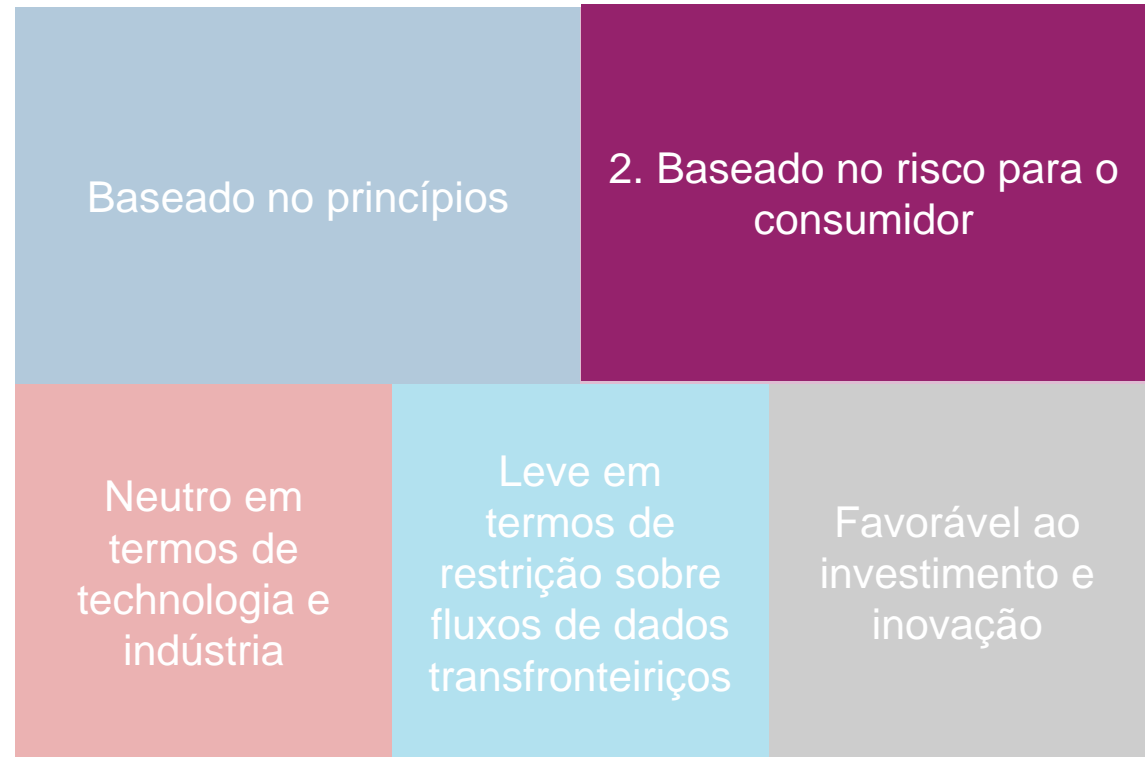 Baseado no princípios
2. Baseado no risco para o
consumidor
Neutro em
termos de
technologia e
indústria
Leve em
termos de
restrição sobre
fluxos de dados
transfronteiriços
Favorável ao
investimento e
inovação